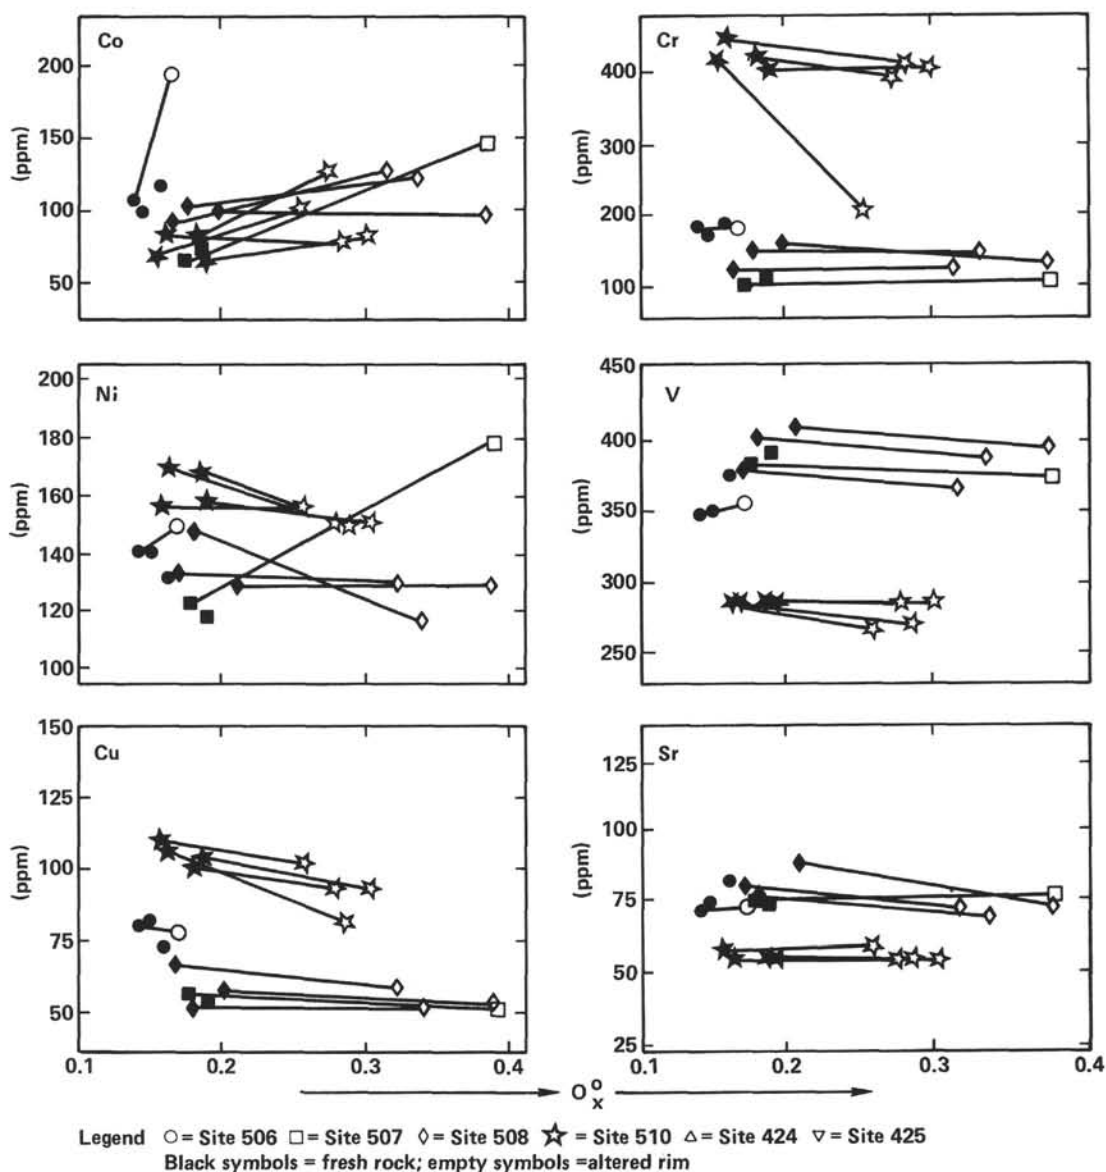 Co
(ppm)
200
150
100
50
Cr
(ppm)
400
300
200
100
Ni
200
180
160
140
120
100
V
(ppm)
450
400
350
300
250
Cu
(ppm)
150
125
100
75
50
0.1 0.2 0.3 0.4
Sr
(ppm)
125
100
75
50
25
0.1 0.2 0.3 0.4
O°x
Legend ○ = Site 506 □ = Site 507 ◊ = Site 508 ☆ = Site 510 △ = Site 424 ▽ = Site 425
Black symbols = fresh rock; empty symbols =altered rim